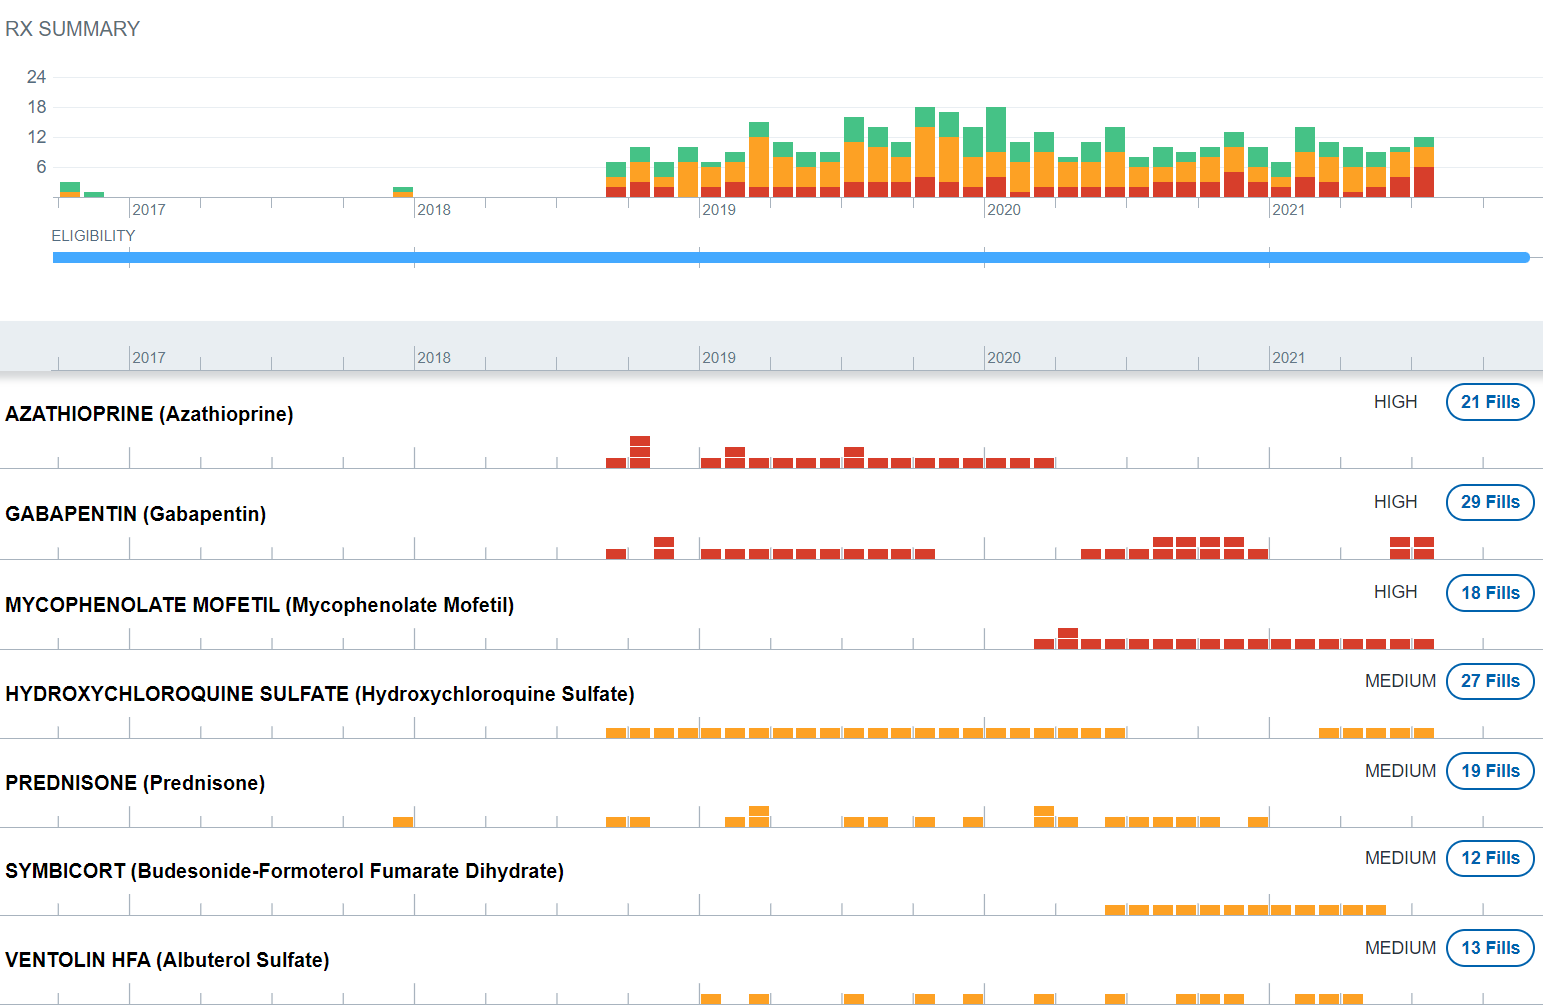 RX SUMMARY
24
18
12
6
2017 2018 2019 2020 2021
ELIGIBILITY
2017 2018 2019 2020 2021
AZATHIOPRINE (Azathioprine) HIGH 21 Fills
GABAPENTIN (Gabapentin) HIGH 29 Fills
MYCOPHENOLATE MOFETIL (Mycophenolate Mofetil) HIGH 18 Fills
HYDROXYCHLOROQUINE SULFATE (Hydroxychloroquine Sulfate) MEDIUM 27 Fills
PREDNISONE (Prednisone) MEDIUM 19 Fills
SYMBICORT (Budesonide-Formoterol Fumarate Dihydrate) MEDIUM 12 Fills
VENTOLIN HFA (Albuterol Sulfate) MEDIUM 13 Fills